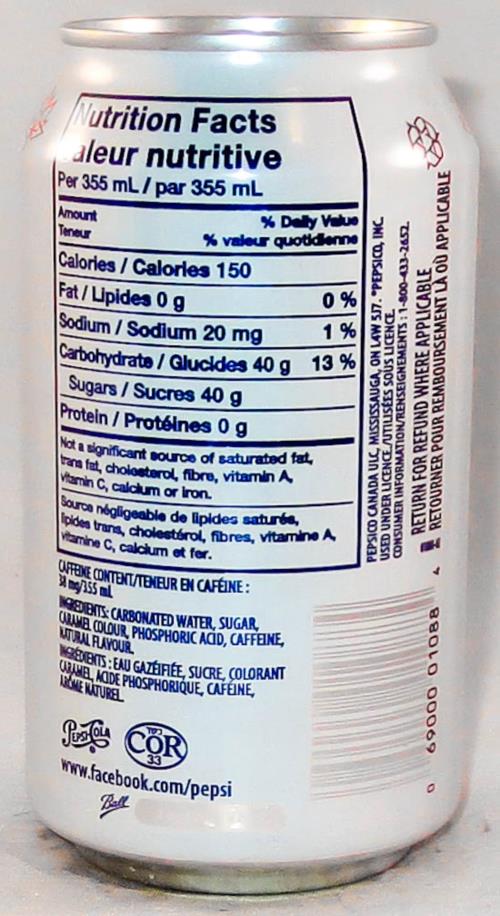 Nutrition Facts
aleur nutritive
Per 355 mL / par 355 mL
Amount
Teneur
% Daily Value
% valeur quotidienne
Calories / Calories 150
Fat / Lipides 0 g 0 %
Sodium / Sodium 20 mg 1 %
Carbohydrate / Glucides 40 g 13 %
Sugars / Sucres 40 g
Protein / Protéines 0 g
Not a significant source of saturated fat,
trans fat, cholesterol, fibre, vitamin A,
vitamin C, calcium or iron.
Source négligeable de lipides saturés,
lipides trans, cholestérol, fibres, vitamine A,
vitamine C, calcium et fer.
CAFFEINE CONTENT/TENEUR EN CAFÉINE :
38 mg/355 mL
INGREDIENTS: CARBONATED WATER, SUGAR,
CARAMEL COLOUR, PHOSPHORIC ACID, CAFFEINE,
NATURAL FLAVOUR.
INGRÉDIENTS : EAU GAZÉIFIÉE, SUCRE, COLORANT
CARAMEL, ACIDE PHOSPHORIQUE, CAFÉINE,
ARÔME NATUREL.
PEPSI COLA
COR
33
www.facebook.com/pepsi
Ball
PEPSICO CANADA ULC, MISSISSAUGA, ON L4W 5J7. ®PEPSICO, INC.
USED UNDER LICENCE./UTILISÉES SOUS LICENCE.
CONSUMER INFORMATION/RENSEIGNEMENTS : 1-800-433-2652.
RETURN FOR REFUND WHERE APPLICABLE
RETOURNER POUR REMBOURSEMENT LÀ OÙ APPLICABLE
0 69000 01088 4